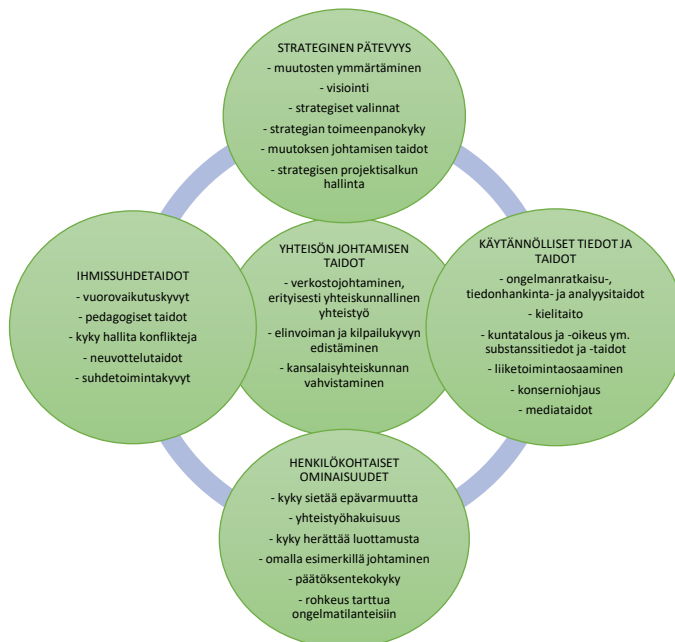 STRATEGINEN PÄTEVYYS
- muutosten ymmärtäminen
- visiointi
- strategiset valinnat
- strategian toimeenpanokyky
- muutoksen johtamisen taidot
- strategisen projektisalkun
hallinta
IHMISSUHDETAIDOT
- vuorovaikutuskyvyt
- pedagogiset taidot
- kyky hallita konflikteja
- neuvottelutaidot
- suhdetoimintakyvyt
YHTEISÖN JOHTAMISEN
TAIDOT
- verkostojohtaminen,
erityisesti yhteiskunnallinen
yhteistyö
- elinvoiman ja kilpailukyvyn
edistäminen
- kansalaisyhteiskunnan
vahvistaminen
KÄYTÄNNÖLLISET TIEDOT JA
TAIDOT
- ongelmanratkaisu-,
tiedonhankinta- ja analyysitaidot
- kielitaito
- kuntatalous ja -oikeus ym.
substanssitiedot ja -taidot
- liiketoimintaosaaminen
- konserniohjaus
- mediataidot
HENKILÖKOHTAISET
OMINAISUUDET
- kyky sietää epävarmuutta
- yhteistyöhakuisuus
- kyky herättää luottamusta
- omalla esimerkillä johtaminen
- päätöksentekokyky
- rohkeus tarttua
ongelmatilanteisiin